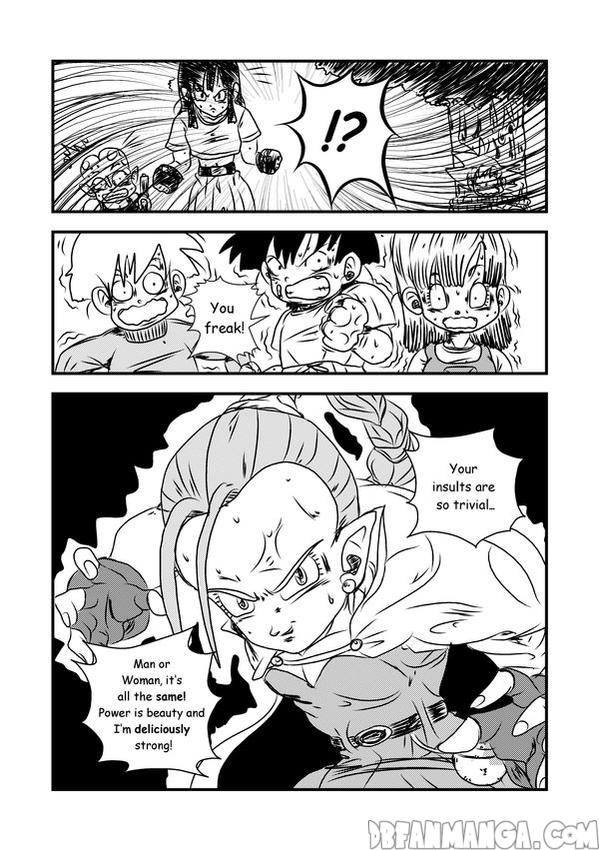 !?
You
freak!
Your
insults are
so trivial...
Man or
Woman, it's
all the same!
Power is beauty and
I'm deliciously
strong!
DBFANMANGA.COM